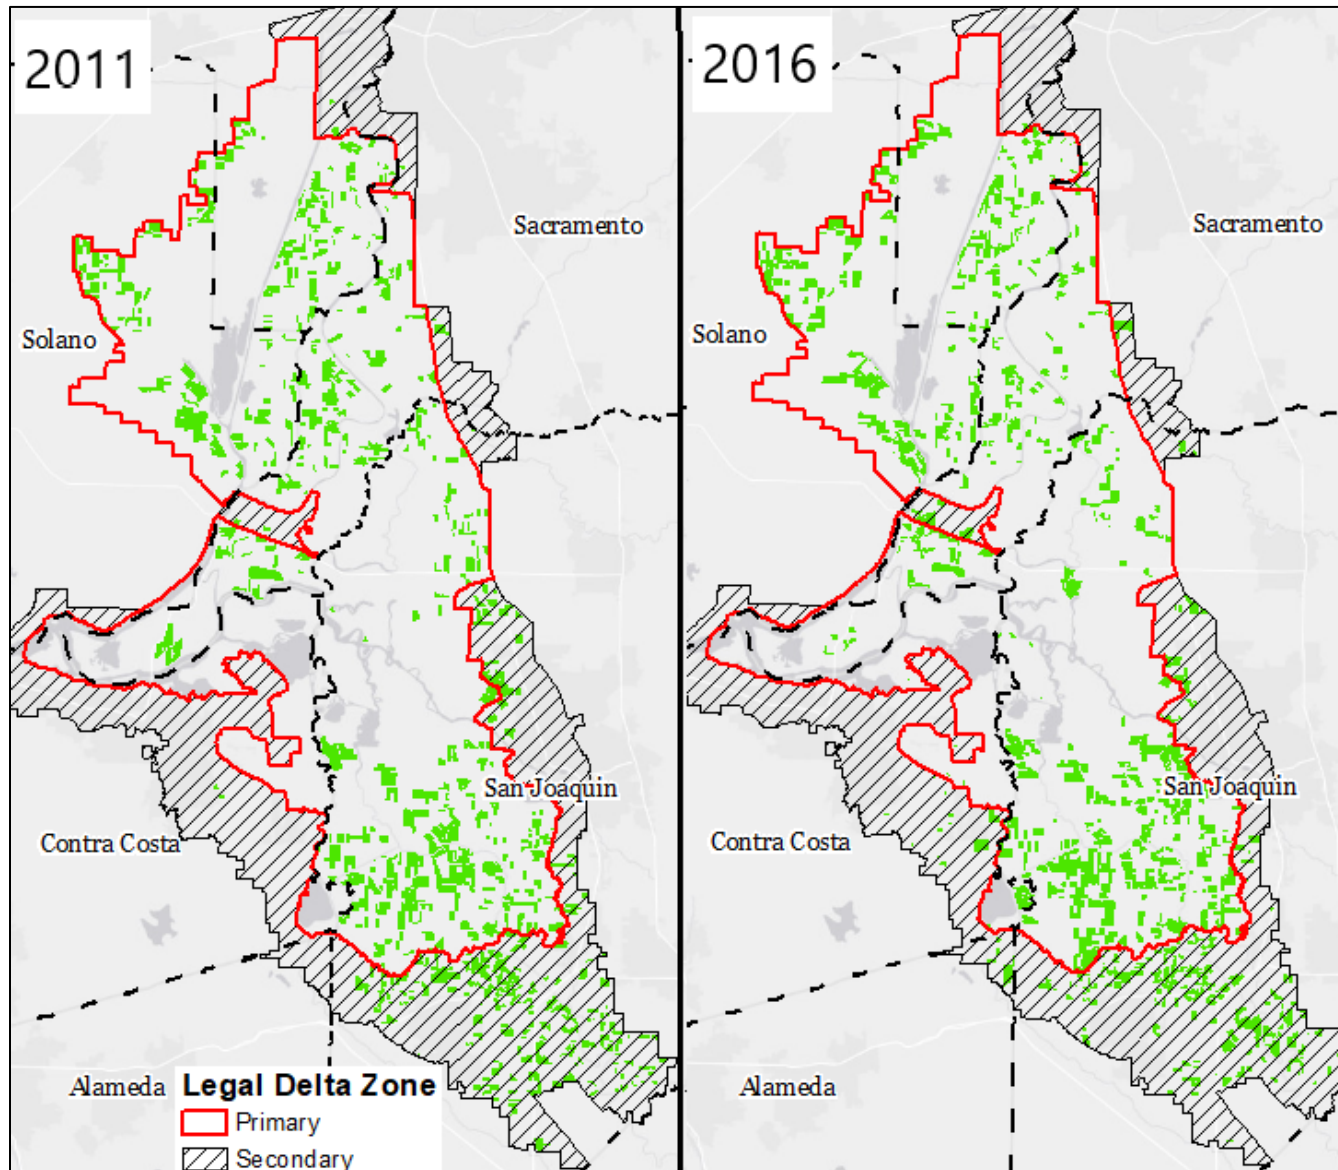 2011
2016
Sacramento
Sacramento
Solano
Solano
San Joaquin
San Joaquin
Contra Costa
Contra Costa
Alameda
Alameda
Legal Delta Zone
Primary
Secondary